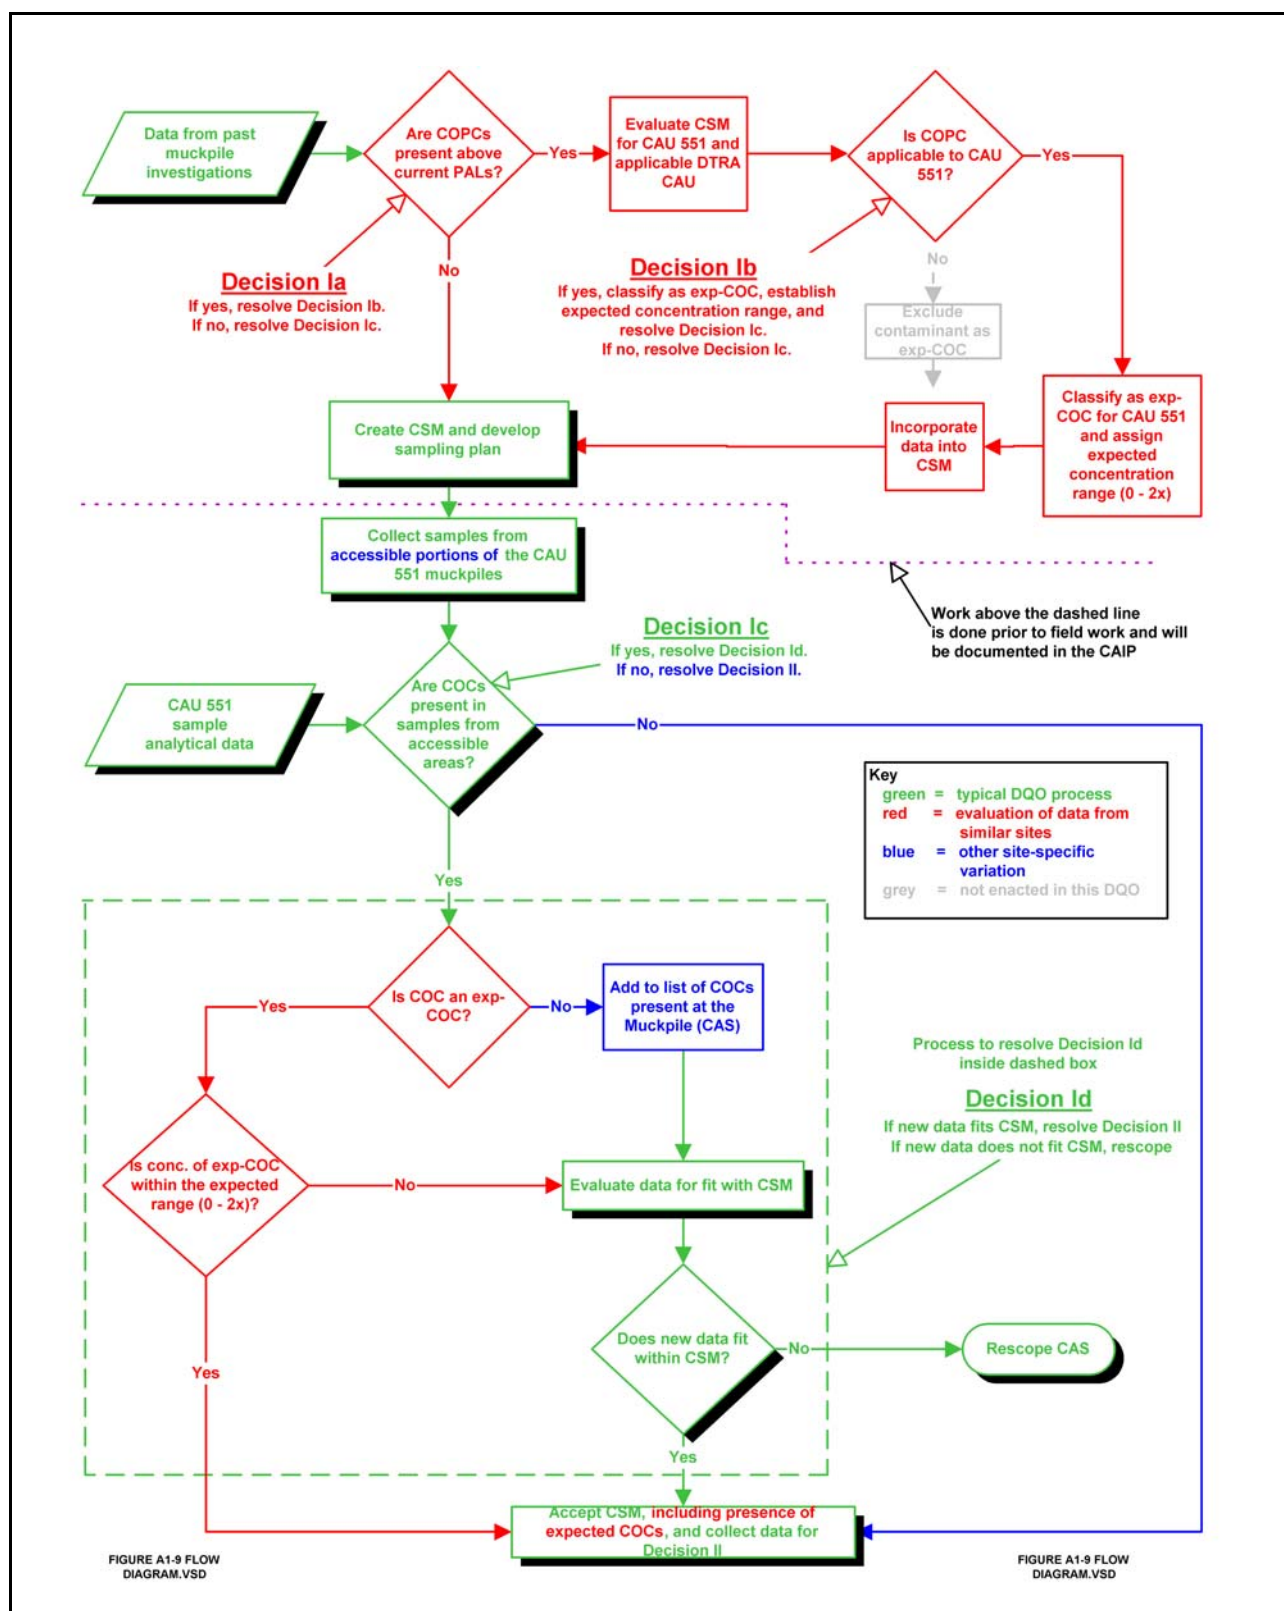 Data from past
muckpile
investigations
Are COPCs
present above
current PALs?
Yes
Evaluate CSM
for CAU 551 and
applicable DTRA
CAU
Is COPC
applicable to CAU
551?
Yes
No
Decision Ia
If yes, resolve Decision Ib.
If no, resolve Decision Ic.
Decision Ib
If yes, classify as exp-COC, establish
expected concentration range, and
resolve Decision Ic.
If no, resolve Decision Ic.
No
Exclude
contaminant as
exp-COC
Classify as exp-
COC for CAU 551
and assign
expected
concentration
range (0 - 2x)
Incorporate
data into
CSM
Create CSM and develop
sampling plan
Collect samples from
accessible portions of the CAU
551 muckpiles
Work above the dashed line
is done prior to field work and will
be documented in the CAIP
Decision Ic
If yes, resolve Decision Id.
If no, resolve Decision II.
CAU 551
sample
analytical data
Are COCs
present in
samples from
accessible
areas?
No
Yes
Key
green = typical DQO process
red = evaluation of data from
similar sites
blue = other site-specific
variation
grey = not enacted in this DQO
Is COC an exp-
COC?
Yes
No
Add to list of COCs
present at the
Muckpile (CAS)
Process to resolve Decision Id
inside dashed box
Decision Id
If new data fits CSM, resolve Decision II
If new data does not fit CSM, rescope
Is conc. of exp-COC
within the expected
range (0 - 2x)?
No
Evaluate data for fit with CSM
Does new data fit
within CSM?
No
Rescope CAS
Yes
Yes
Accept CSM, including presence of
expected COCs, and collect data for
Decision II
FIGURE A1-9 FLOW
DIAGRAM.VSD
FIGURE A1-9 FLOW
DIAGRAM.VSD